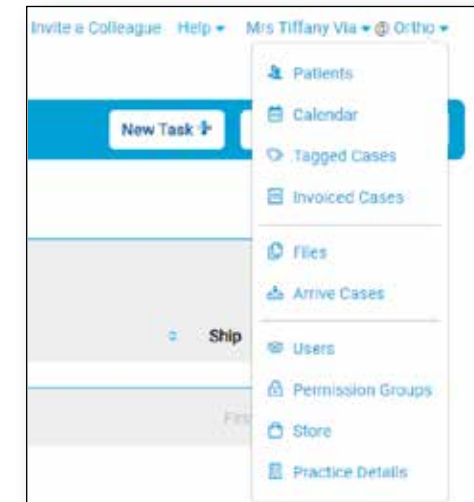 Invite a Colleague Help Mrs Tiffany Via @ Ortho
Patients
New Task
Calendar
Tagged Cases
Invoiced Cases
Files
Arrive Cases
Ship
Users
Permission Groups
Store
Practice Details